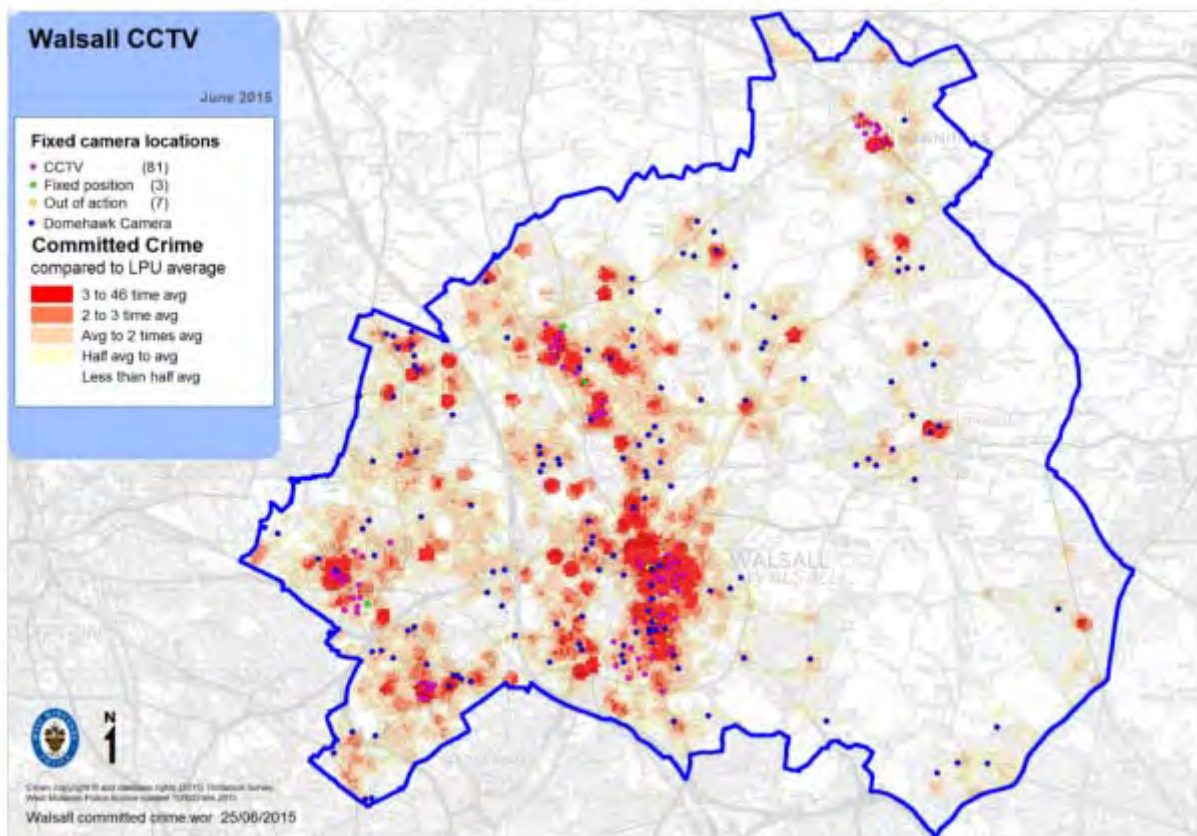 Walsall CCTV
June 2015
Fixed camera locations
CCTV (81)
Fixed position (3)
Out of action (7)
Domehawk Camera
Committed Crime
compared to LPU average
3 to 46 time avg
2 to 3 time avg
Avg to 2 times avg
Half avg to avg
Less than half avg
WALSALL
N
Walsall committed crime.wor 25/06/2015